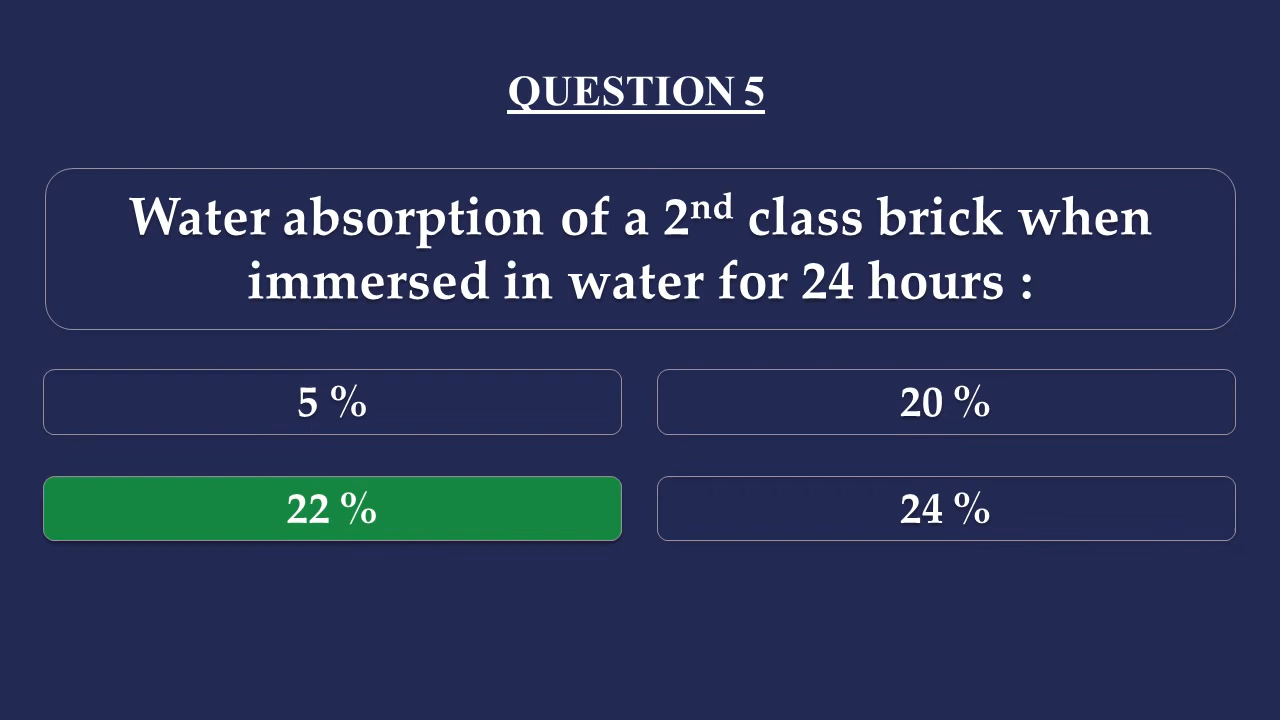 QUESTION 5
Water absorption of a 2nd class brick when
immersed in water for 24 hours :
5 %
20 %
22 %
24 %